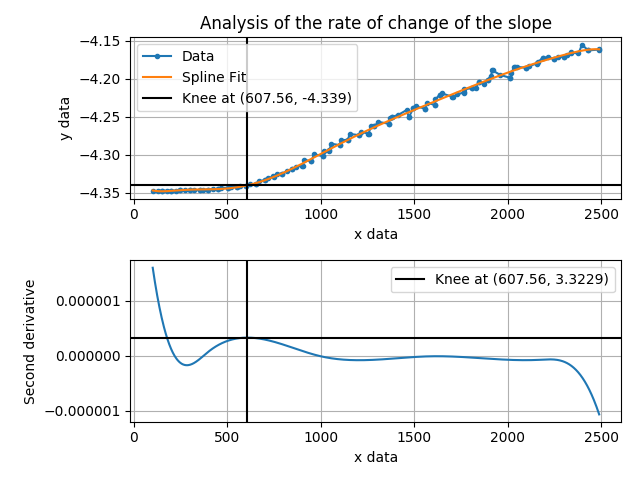 Analysis of the rate of change of the slope
−4.15
−4.20
−4.25
−4.30
−4.35
y data
Data
Spline Fit
Knee at (607.56, -4.339)
0
500
1000
1500
2000
2500
x data
0.000001
0.000000
−0.000001
Second derivative
Knee at (607.56, 3.3229)
0
500
1000
1500
2000
2500
x data